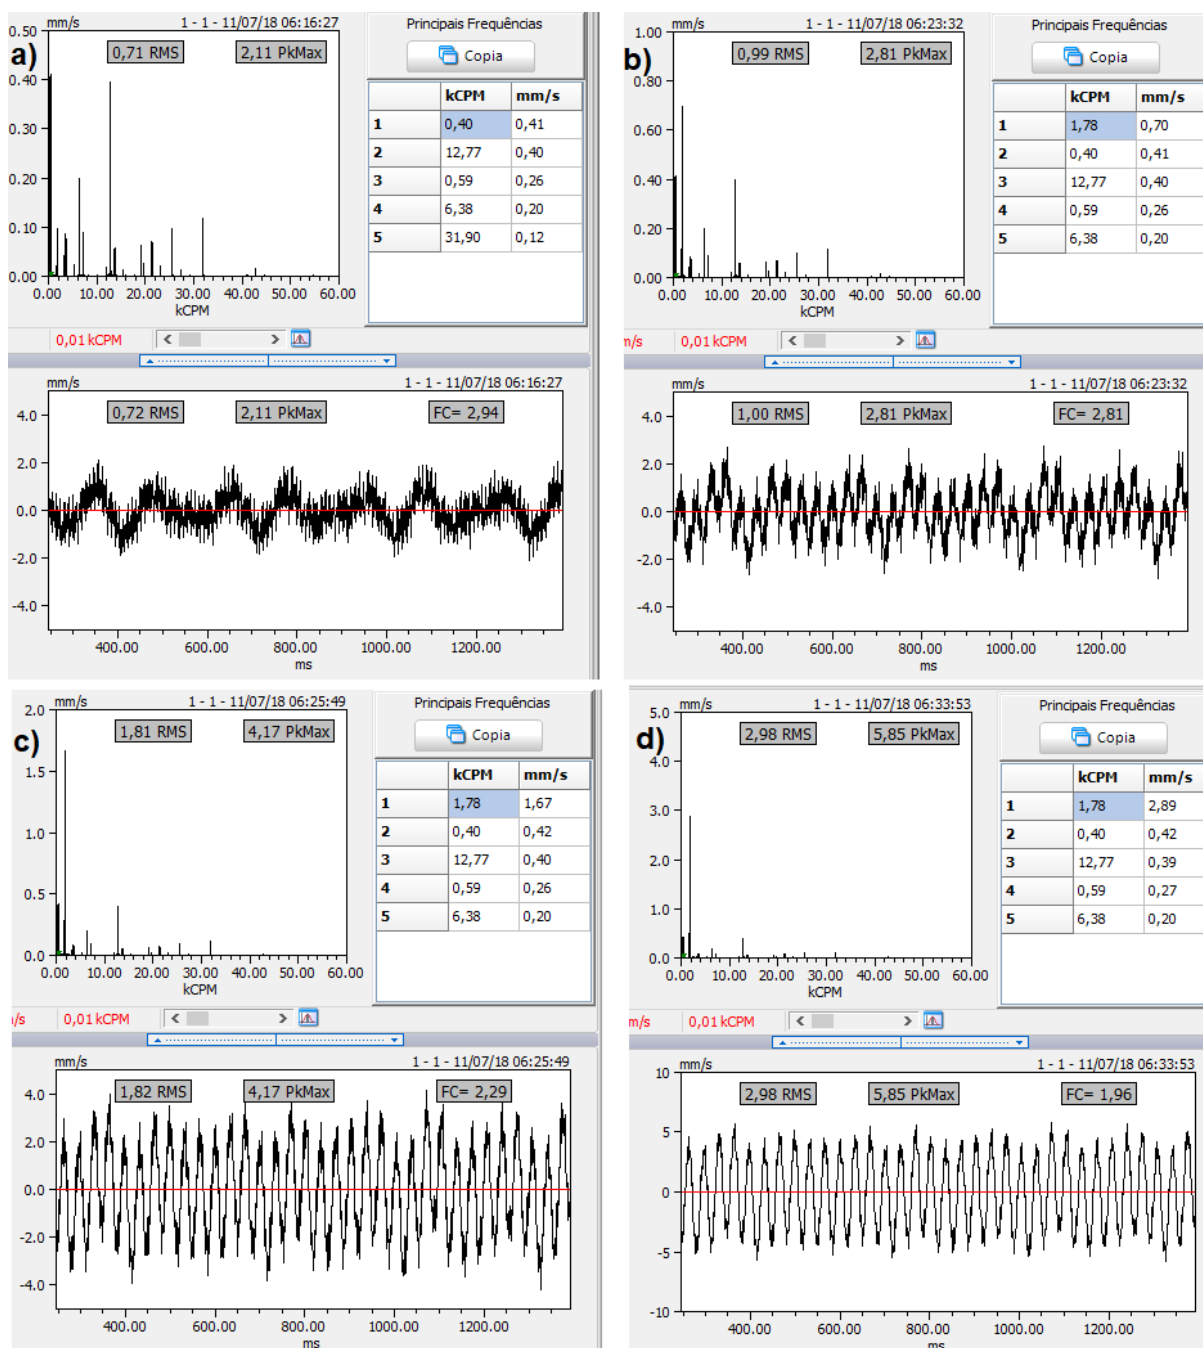 a)
mm/s 1 - 1 - 11/07/18 06:16:27
0,71 RMS 2,11 PkMax
0.50
0.40
0.30
0.20
0.10
0.00
0.00 10.00 20.00 30.00 40.00 50.00 60.00
kCPM
Principais Frequências
Copia
kCPM mm/s
1 0,40 0,41
2 12,77 0,40
3 0,59 0,26
4 6,38 0,20
5 31,90 0,12
0,01 kCPM
mm/s 1 - 1 - 11/07/18 06:16:27
0,72 RMS 2,11 PkMax FC= 2,94
4.0
2.0
0.0
-2.0
-4.0
400.00 600.00 800.00 1000.00 1200.00
ms
b)
mm/s 1 - 1 - 11/07/18 06:23:32
0,99 RMS 2,81 PkMax
1.00
0.80
0.60
0.40
0.20
0.00
0.00 10.00 20.00 30.00 40.00 50.00 60.00
kCPM
Principais Frequências
Copia
kCPM mm/s
1 1,78 0,70
2 0,40 0,41
3 12,77 0,40
4 0,59 0,26
5 6,38 0,20
n/s 0,01 kCPM
mm/s 1 - 1 - 11/07/18 06:23:32
1,00 RMS 2,81 PkMax FC= 2,81
4.0
2.0
0.0
-2.0
-4.0
400.00 600.00 800.00 1000.00 1200.00
ms
c)
mm/s 1 - 1 - 11/07/18 06:25:49
1,81 RMS 4,17 PkMax
2.0
1.5
1.0
0.5
0.0
0.00 10.00 20.00 30.00 40.00 50.00 60.00
kCPM
Principais Frequências
Copia
kCPM mm/s
1 1,78 1,67
2 0,40 0,42
3 12,77 0,40
4 0,59 0,26
5 6,38 0,20
/s 0,01 kCPM
mm/s 1 - 1 - 11/07/18 06:25:49
1,82 RMS 4,17 PkMax FC= 2,29
4.0
2.0
0.0
-2.0
-4.0
400.00 600.00 800.00 1000.00 1200.00
ms
d)
mm/s 1 - 1 - 11/07/18 06:33:53
2,98 RMS 5,85 PkMax
5.0
4.0
3.0
2.0
1.0
0.0
0.00 10.00 20.00 30.00 40.00 50.00 60.00
kCPM
Principais Frequências
Copia
kCPM mm/s
1 1,78 2,89
2 0,40 0,42
3 12,77 0,39
4 0,59 0,27
5 6,38 0,20
m/s 0,01 kCPM
mm/s 1 - 1 - 11/07/18 06:33:53
2,98 RMS 5,85 PkMax FC= 1,96
10
5
0
-5
-10
400.00 600.00 800.00 1000.00 1200.00
ms